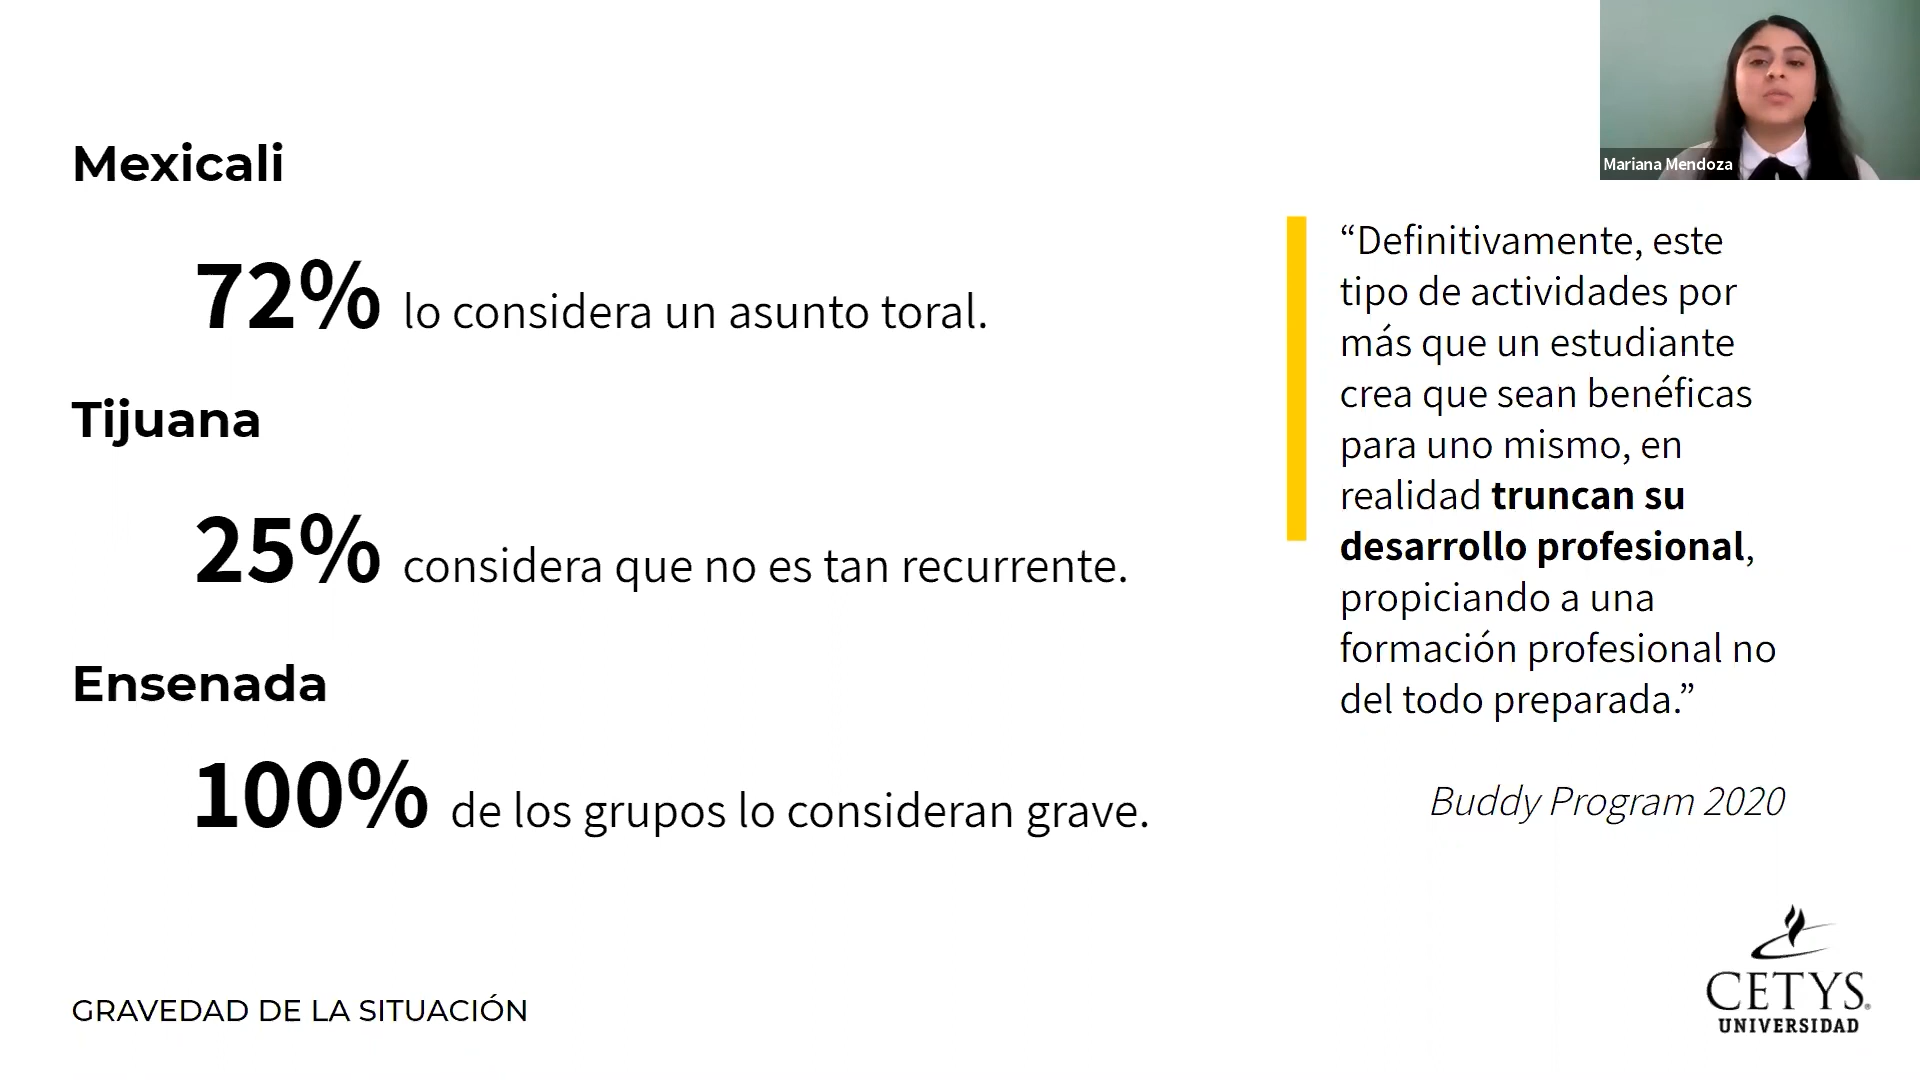 Mariana Mendoza
Mexicali
72% lo considera un asunto toral.
Tijuana
25% considera que no es tan recurrente.
Ensenada
100% de los grupos lo consideran grave.
“Definitivamente, este
tipo de actividades por
más que un estudiante
crea que sean benéficas
para uno mismo, en
realidad truncan su
desarrollo profesional,
propiciando a una
formación profesional no
del todo preparada.”
Buddy Program 2020
GRAVEDAD DE LA SITUACIÓN
CETYS®
UNIVERSIDAD